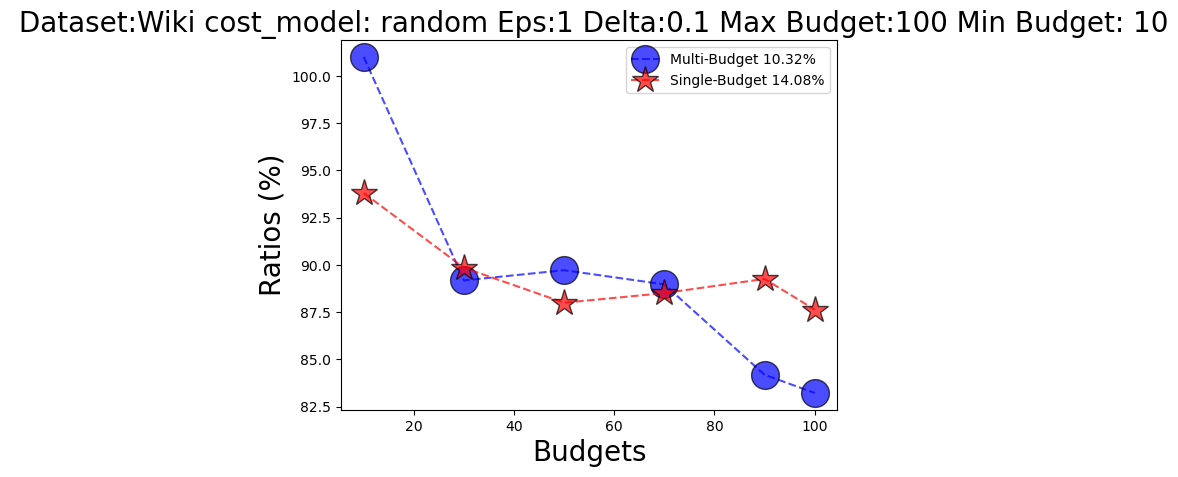 Dataset:Wiki cost_model: random Eps:1 Delta:0.1 Max Budget:100 Min Budget: 10
Multi-Budget 10.32%
Single-Budget 14.08%
Ratios (%)
100.0
97.5
95.0
92.5
90.0
87.5
85.0
82.5
20 40 60 80 100
Budgets